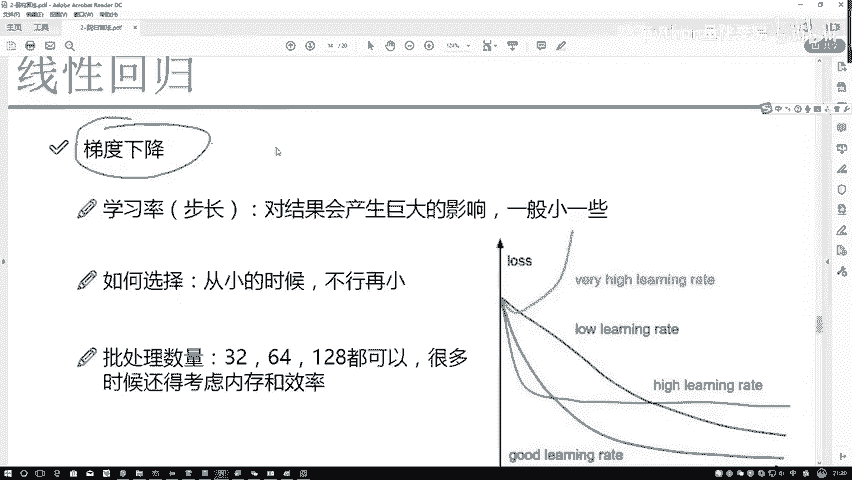 2-回归算法.pdf - Adobe Acrobat Reader DC
主页 工具 2-回归算法.pdf ×
14 / 20 124%
线性回归
梯度下降
学习率（步长）：对结果会产生巨大的影响，一般小一些
如何选择：从小的时候，不行再小
批处理数量：32，64，128都可以，很多
时候还得考虑内存和效率
loss
very high learning rate
low learning rate
high learning rate
good learning rate
21:20